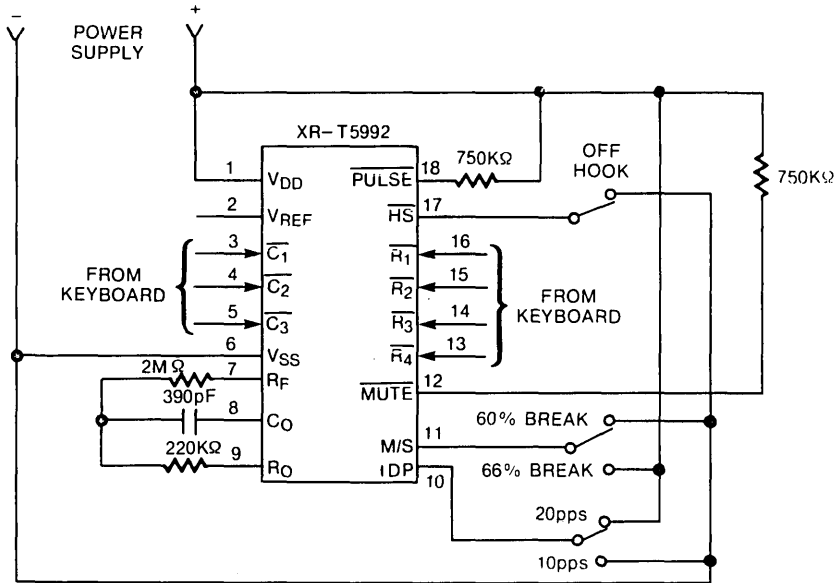 -
+
POWER
SUPPLY
XR-T5992
1
VDD
2
VREF
3
C1
4
C2
5
C3
FROM
KEYBOARD
6
VSS
2MΩ
7
RF
390pF
8
CO
220KΩ
9
RO
PULSE
18
750KΩ
HS
17
OFF
HOOK
750KΩ
R1
16
R2
15
R3
14
R4
13
FROM
KEYBOARD
MUTE
12
M/S
11
60% BREAK
66% BREAK
IDP
10
20pps
10pps